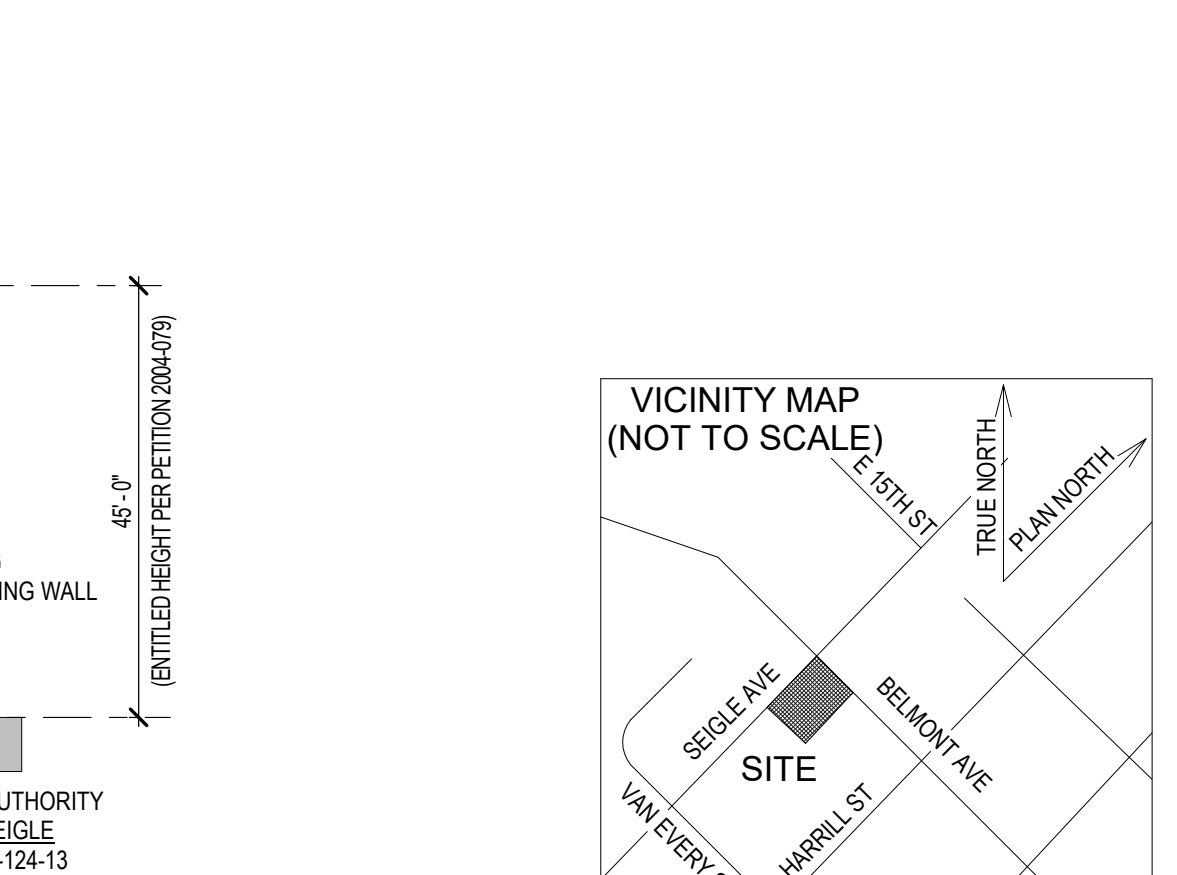 45' - 0"
(ENTITLED HEIGHT PER PETITION 2004-079)
ING WALL
UTHORITY
EIGLE
-124-13
VICINITY MAP
(NOT TO SCALE)
E 15TH ST
TRUE NORTH
PLAN NORTH
SEIGLE AVE
BELMONT AVE
SITE
VAN EVERY
HARRILL ST